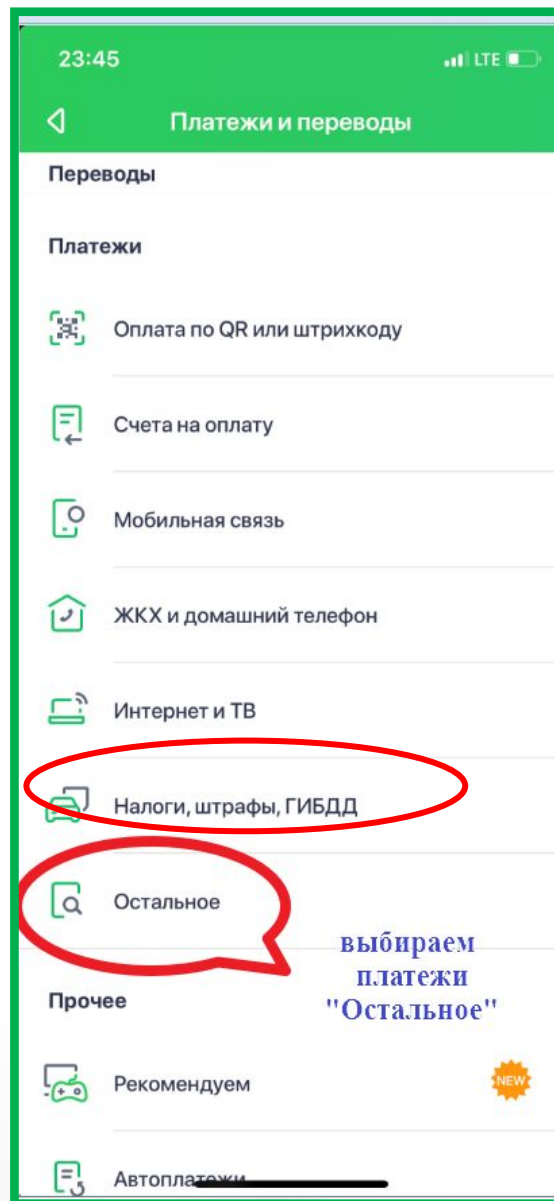 23:45
LTE
Платежи и переводы
Переводы
Платежи
Оплата по QR или штрихкоду
Счета на оплату
Мобильная связь
ЖКХ и домашний телефон
Интернет и ТВ
Налоги, штрафы, ГИБДД
Остальное
выбираем
платежи
"Остальное"
Прочее
Рекомендуем
NEW
Автоплатежи